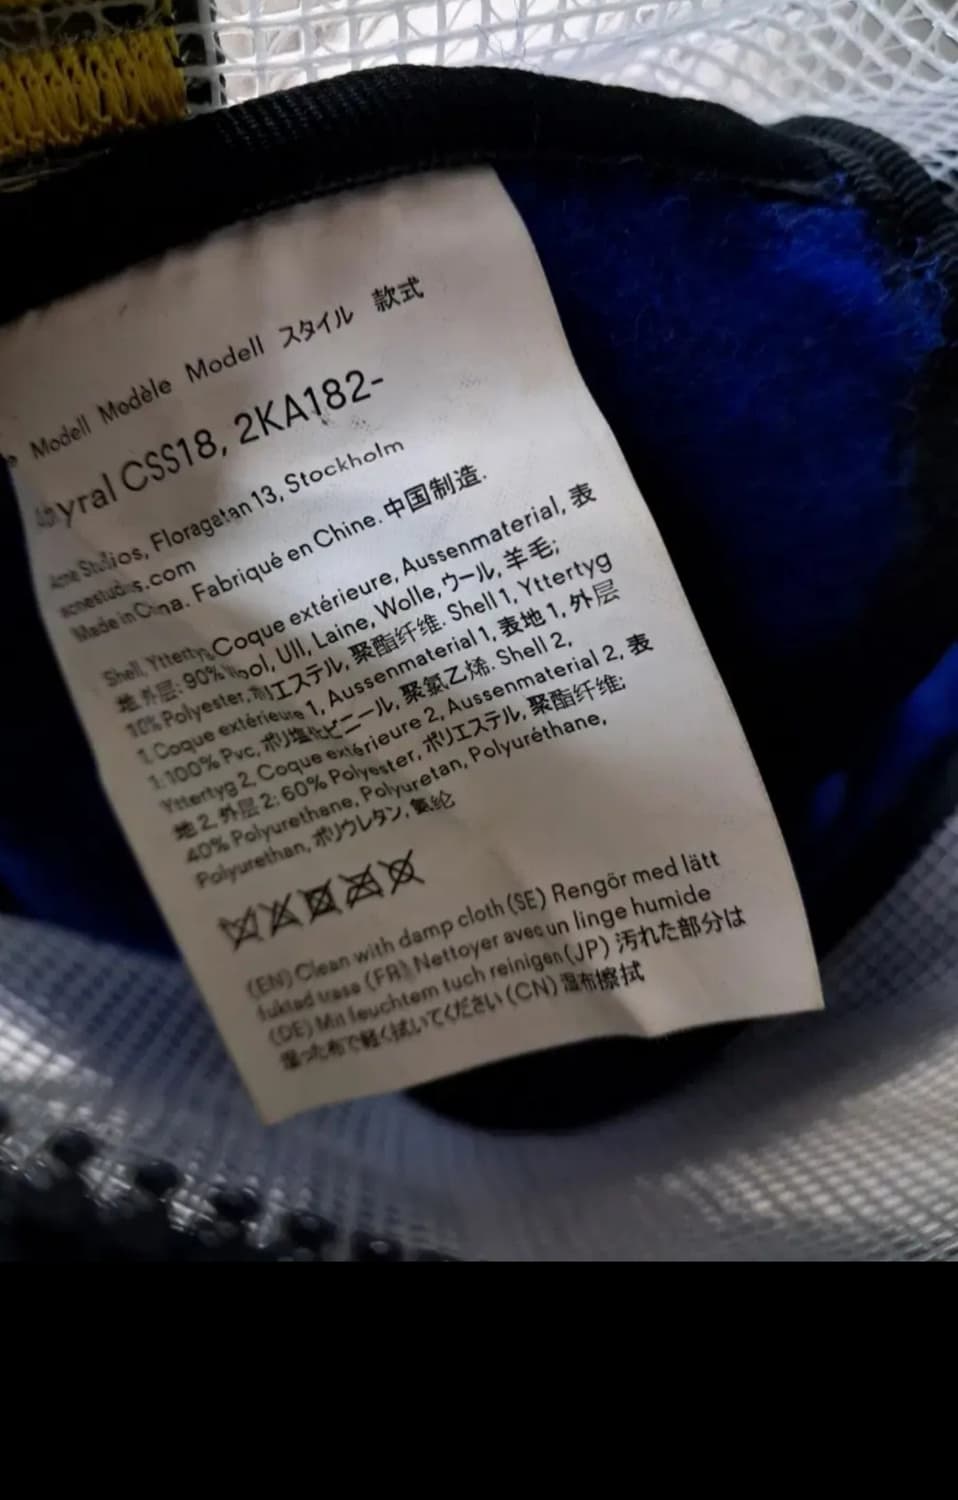 Modell Modèle Modell スタイル 款式
yral CSS18, 2KA182-
Acne Studios, Floragatan 13, Stockholm
acnestudios.com
Made in China. Fabriqué en Chine. 中国制造.
Shell, Yttertyg, Coque extérieure, Aussenmaterial, 表
地, 外层: 90% Wool, Ull, Laine, Wolle, ウール, 羊毛;
10% Polyester, ポリエステル, 聚酯纤维. Shell 1, Yttertyg
1, Coque extérieure 1, Aussenmaterial 1, 表地 1, 外层
1: 100% Pvc, ポリ塩化ビニール, 聚氯乙烯. Shell 2,
Yttertyg 2, Coque extérieure 2, Aussenmaterial 2, 表
地 2, 外层 2: 60% Polyester, ポリエステル, 聚酯纤维;
40% Polyurethane, Polyuretan, Polyuréthane,
Polyurethan, ポリウレタン, 氨纶
(EN) Clean with damp cloth (SE) Rengör med lätt
fuktad trasa (FR) Nettoyer avec un linge humide
(DE) Mit feuchtem tuch reinigen (JP) 汚れた部分は
湿った布で軽く拭いてください (CN) 湿布擦拭